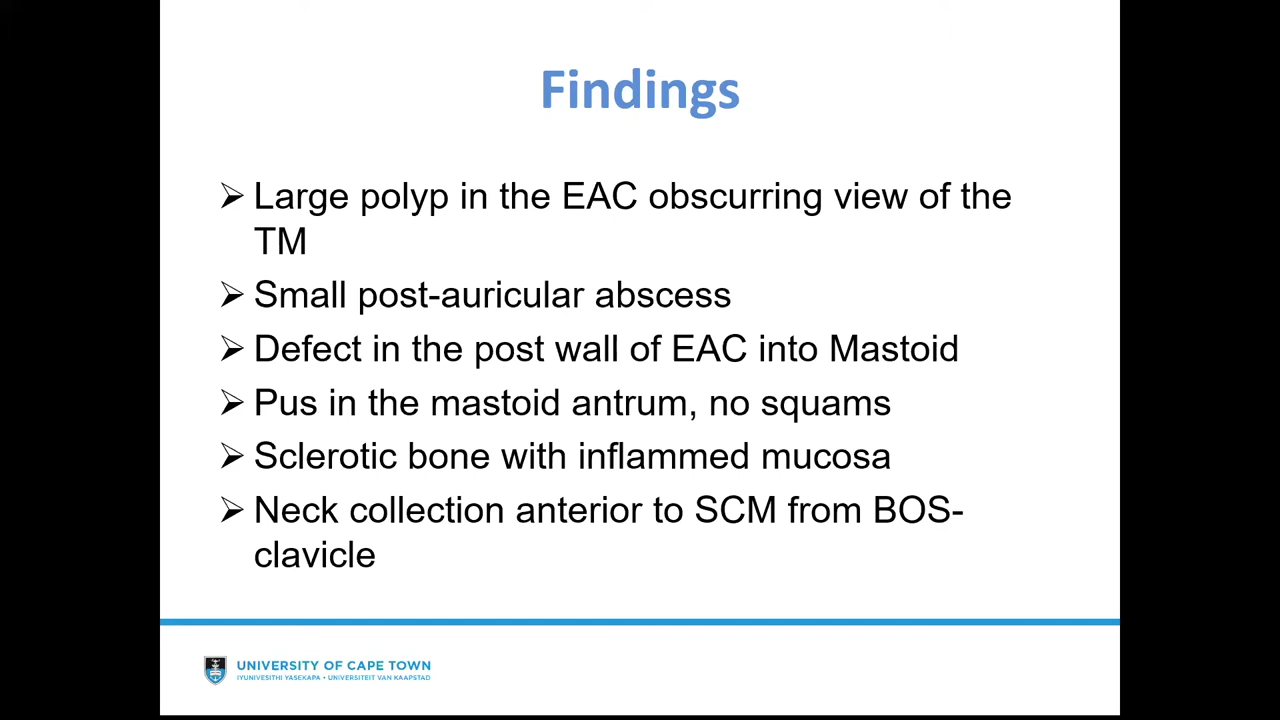 Findings
Large polyp in the EAC obscurring view of the
TM
Small post-auricular abscess
Defect in the post wall of EAC into Mastoid
Pus in the mastoid antrum, no squams
Sclerotic bone with inflammed mucosa
Neck collection anterior to SCM from BOS-
clavicle
UNIVERSITY OF CAPE TOWN
IYUNIVESITHI YASEKAPA • UNIVERSITEIT VAN KAAPSTAD